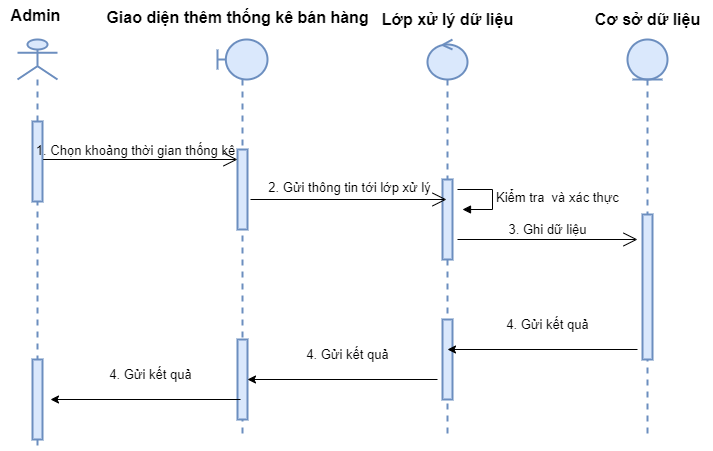 Admin
Giao diện thêm thống kê bán hàng
Lớp xử lý dữ liệu
Cơ sở dữ liệu
1. Chọn khoảng thời gian thống kê
2. Gửi thông tin tới lớp xử lý
Kiểm tra và xác thực
3. Ghi dữ liệu
4. Gửi kết quả
4. Gửi kết quả
4. Gửi kết quả